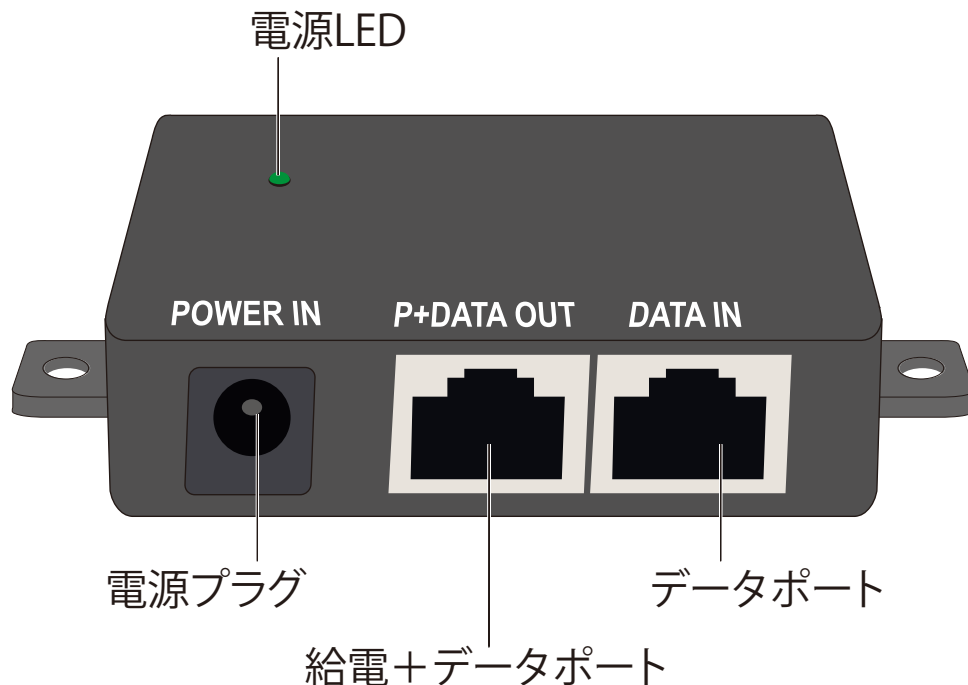 電源LED
POWER IN
P+DATA OUT
DATA IN
電源プラグ
データポート
給電＋データポート